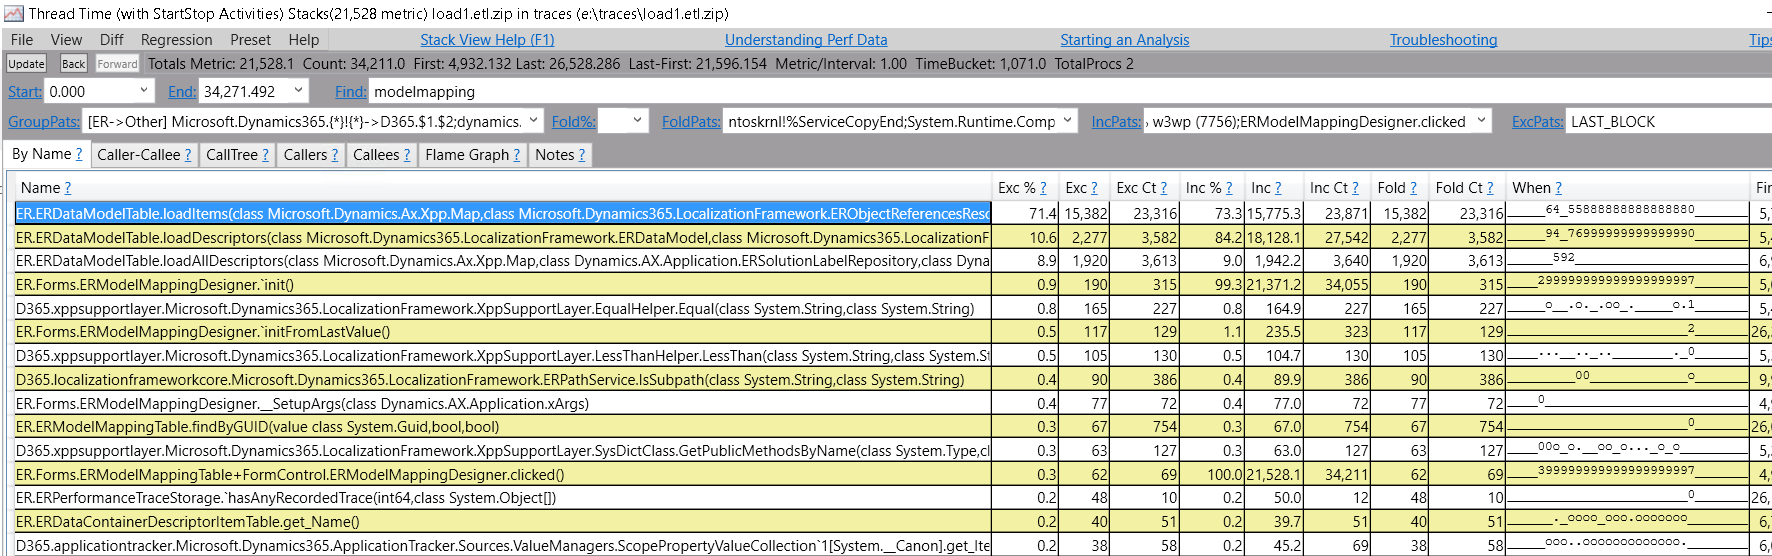 Thread Time (with StartStop Activities) Stacks(21,528 metric) load1.etl.zip in traces (e:\traces\load1.etl.zip)
File View Diff Regression Preset Help Stack View Help (F1) Understanding Perf Data Starting an Analysis Troubleshooting Tips
Update Back Forward Totals Metric: 21,528.1 Count: 34,211.0 First: 4,932.132 Last: 26,528.286 Last-First: 21,596.154 Metric/Interval: 1.00 TimeBucket: 1,071.0 TotalProcs 2
Start: 0.000 End: 34,271.492 Find: modelmapping
GroupPats: [ER->Other] Microsoft.Dynamics365.{*}!{*}->D365.$1.$2;dynamics. Fold%: FoldPats: ntoskrnl!%ServiceCopyEnd;System.Runtime.Comp IncPats: w3wp (7756);ERModelMappingDesigner.clicked ExcPats: LAST_BLOCK
By Name ? Caller-Callee ? CallTree ? Callers ? Callees ? Flame Graph ? Notes ?
Name ? Exc % ? Exc ? Exc Ct ? Inc % ? Inc ? Inc Ct ? Fold ? Fold Ct ? When ? Fir
ER.ERDataModelTable.loadItems(class Microsoft.Dynamics.Ax.Xpp.Map,class Microsoft.Dynamics365.LocalizationFramework.ERObjectReferencesResc 71.4 15,382 23,316 73.3 15,775.3 23,871 15,382 23,316 _____64_55888888888888880______ 5,
ER.ERDataModelTable.loadDescriptors(class Microsoft.Dynamics365.LocalizationFramework.ERDataModel,class Microsoft.Dynamics365.LocalizationF 10.6 2,277 3,582 84.2 18,128.1 27,542 2,277 3,582 _____94_76999999999999990______ 5,
ER.ERDataModelTable.loadAllDescriptors(class Microsoft.Dynamics.Ax.Xpp.Map,class Dynamics.AX.Application.ERSolutionLabelRepository,class Dyna 8.9 1,920 3,613 9.0 1,942.2 3,640 1,920 3,613 ______592______ 6,
ER.Forms.ERModelMappingDesigner.`init() 0.9 190 315 99.3 21,371.2 34,055 190 315 ____29999999999999999997______ 5,
D365.xppsupportlayer.Microsoft.Dynamics365.LocalizationFramework.XppSupportLayer.EqualHelper.Equal(class System.String,class System.String) 0.8 165 227 0.8 164.9 227 165 227 _____o__.o._.oo_._____o.1______ 5,
ER.Forms.ERModelMappingDesigner.`initFromLastValue() 0.5 117 129 1.1 235.5 323 117 129 2 26,
D365.xppsupportlayer.Microsoft.Dynamics365.LocalizationFramework.XppSupportLayer.LessThanHelper.LessThan(class System.String,class System.St 0.5 105 130 0.5 104.7 130 105 130 ____...__.._..________._0______ 5,
D365.localizationframeworkcore.Microsoft.Dynamics365.LocalizationFramework.ERPathService.IsSubpath(class System.String,class System.String) 0.4 90 386 0.4 89.9 386 90 386 00 o 9,
ER.Forms.ERModelMappingDesigner.__SetupArgs(class Dynamics.AX.Application.xArgs) 0.4 77 72 0.4 77.0 72 77 72 ____0______ 4,
ER.ERModelMappingTable.findByGUID(value class System.Guid,bool,bool) 0.3 67 754 0.3 67.0 754 67 754 0 26,
D365.xppsupportlayer.Microsoft.Dynamics365.LocalizationFramework.XppSupportLayer.SysDictClass.GetPublicMethodsByName(class System.Type,cl 0.3 63 127 0.3 63.0 127 63 127 ____00o_o.__oo_o..._o_o______ 5,
ER.Forms.ERModelMappingTable+FormControl.ERModelMappingDesigner.clicked() 0.3 62 69 100.0 21,528.1 34,211 62 69 ____399999999999999999997______ 4,
ER.ERPerformanceTraceStorage.`hasAnyRecordedTrace(int64,class System.Object[]) 0.2 48 10 0.2 50.0 12 48 10 0 26,
ER.ERDataContainerDescriptorItemTable.get_Name() 0.2 40 51 0.2 39.7 51 40 51 ______._oooo_ooo.ooooooo______ 6,
D365.applicationtracker.Microsoft.Dynamics365.ApplicationTracker.Sources.ValueManagers.ScopePropertyValueCollection`1[System.__Canon].get_Ite 0.2 38 58 0.2 45.2 69 38 58 _____ooo..ooooooooooooo.______ 6,